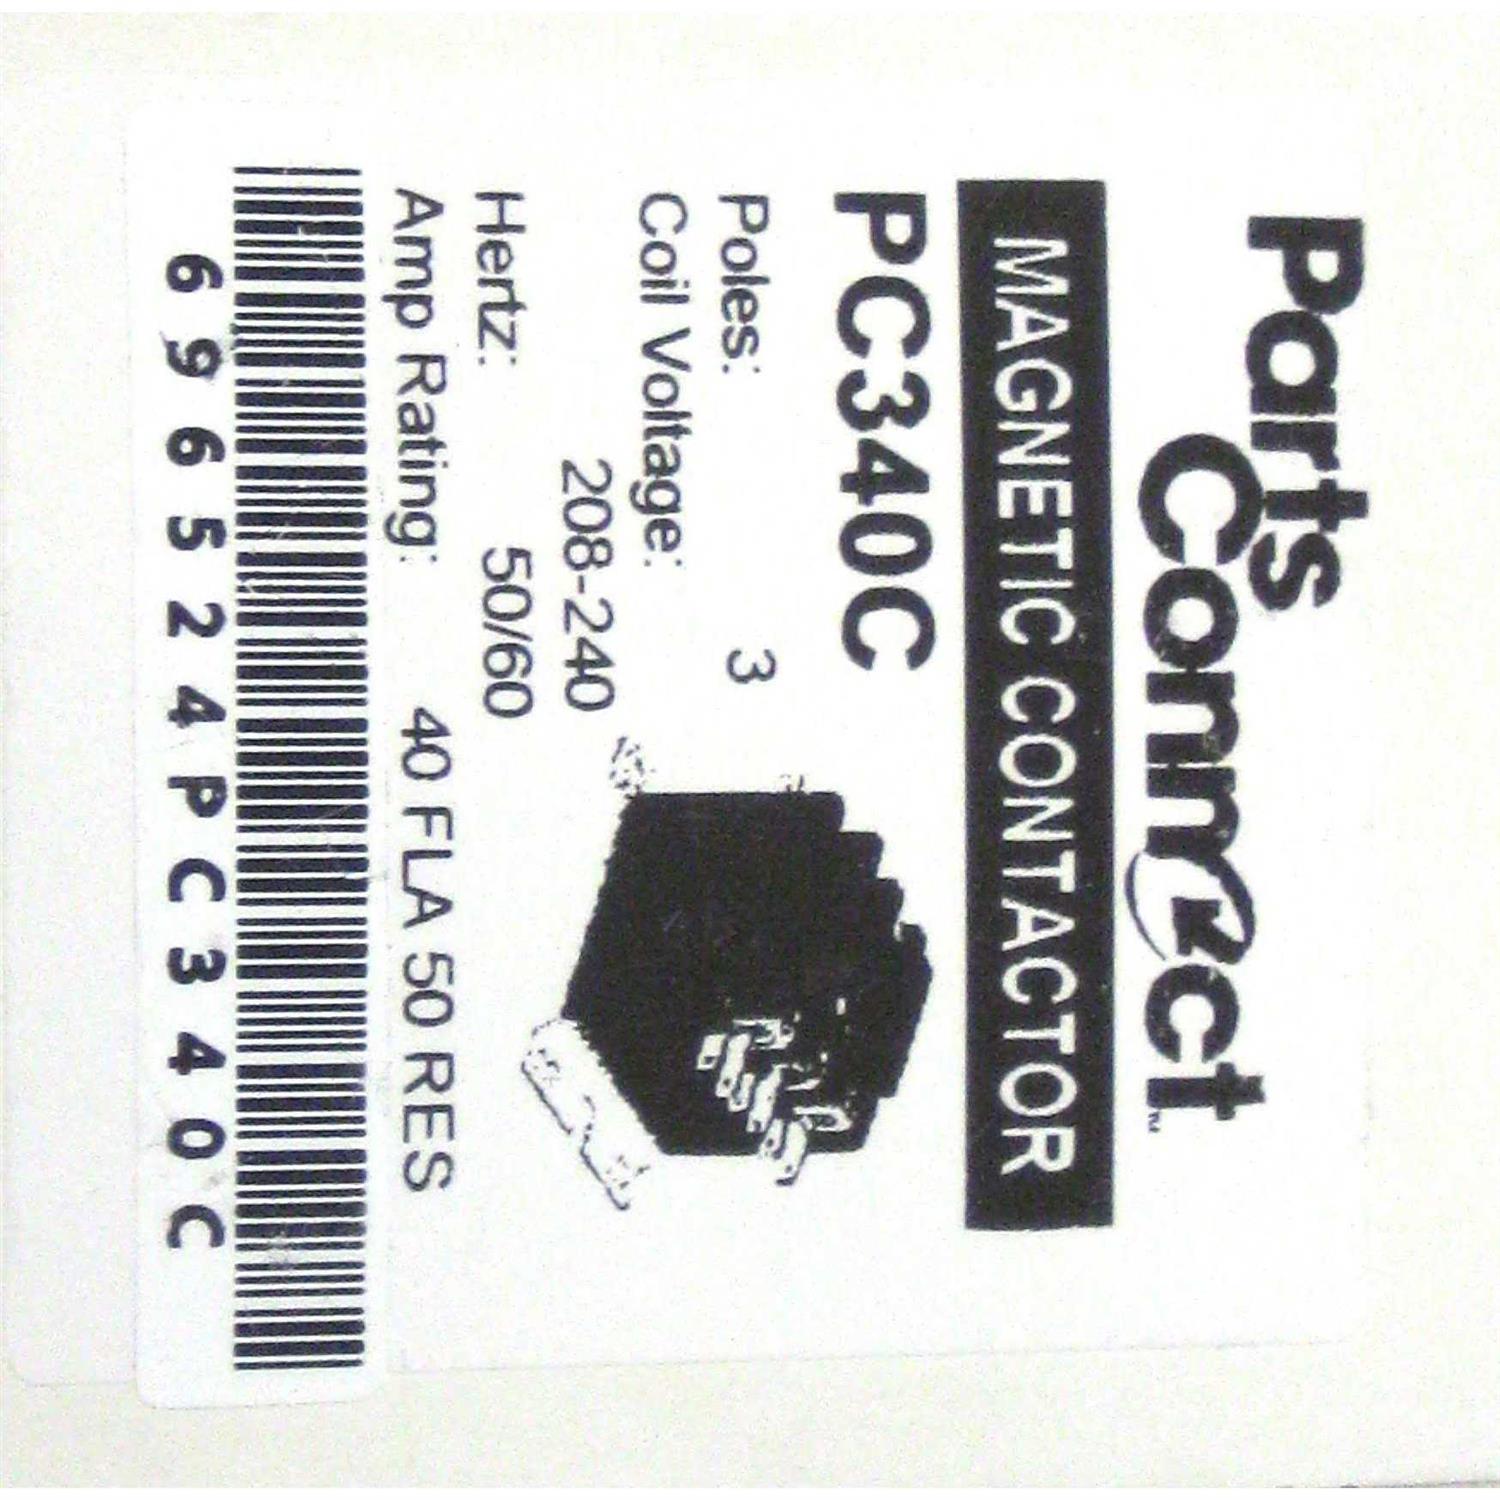 Parts
Connect™
MAGNETIC CONTACTOR
PC340C
Poles: 3
Coil Voltage:
208-240
Hertz: 50/60
Amp Rating: 40 FLA 50 RES
696524PC340C